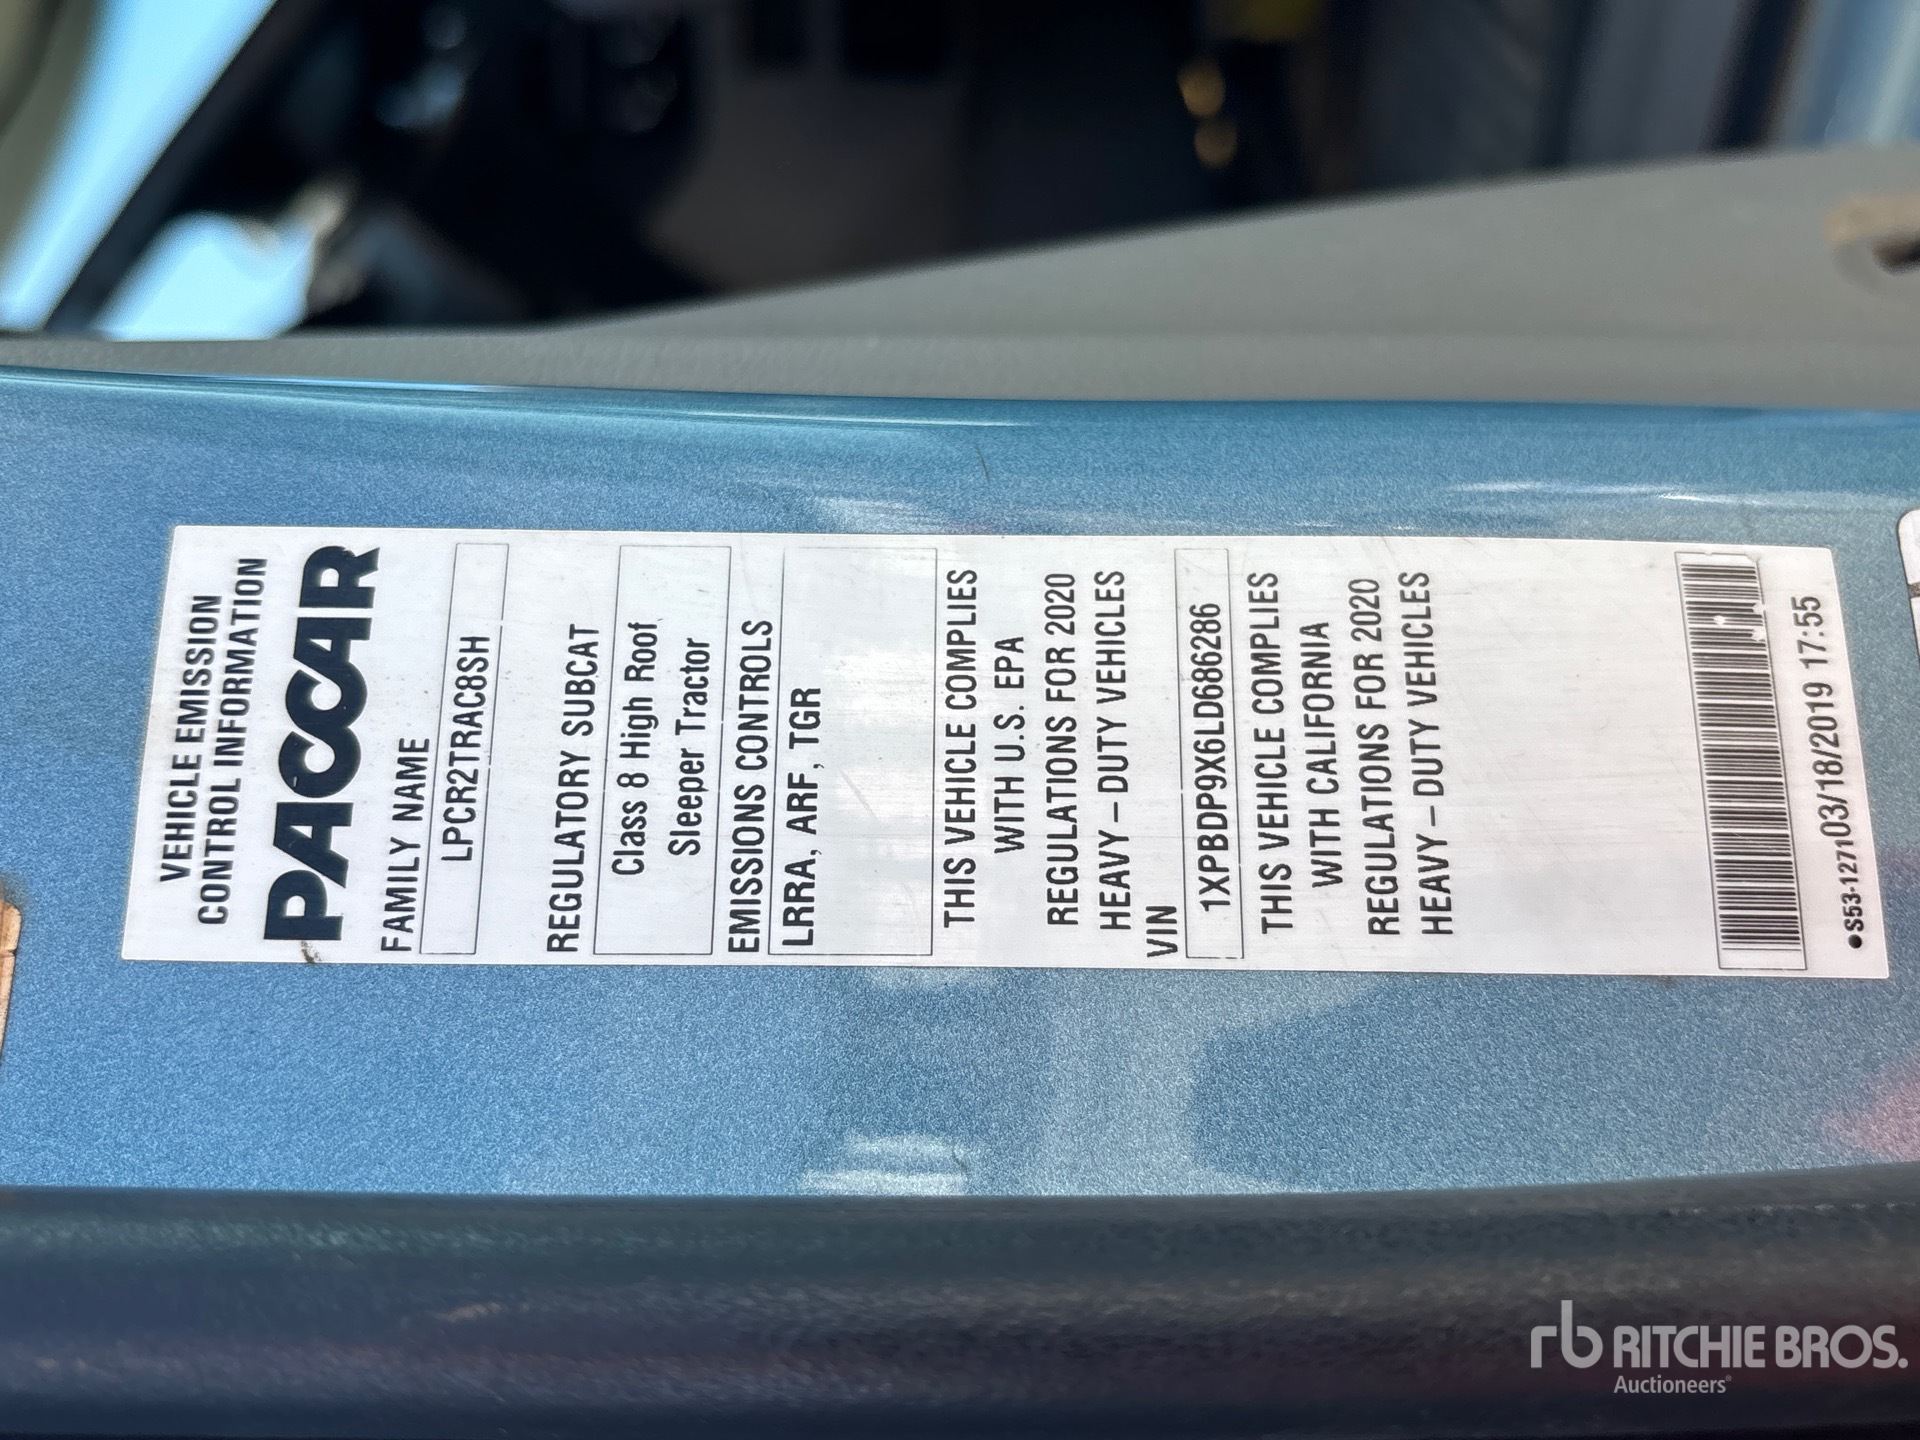 VEHICLE EMISSION
CONTROL INFORMATION
PACCAR
FAMILY NAME
LPCR2TRAC8SH
REGULATORY SUBCAT
Class 8 High Roof
Sleeper Tractor
EMISSIONS CONTROLS
LRRA, ARF, TGR
THIS VEHICLE COMPLIES
WITH U.S. EPA
REGULATIONS FOR 2020
HEAVY-DUTY VEHICLES
VIN
1XPBDP9X6LD686286
THIS VEHICLE COMPLIES
WITH CALIFORNIA
REGULATIONS FOR 2020
HEAVY-DUTY VEHICLES
•S53-127103/18/2019 17:55
rb RITCHIE BROS.
Auctioneers®